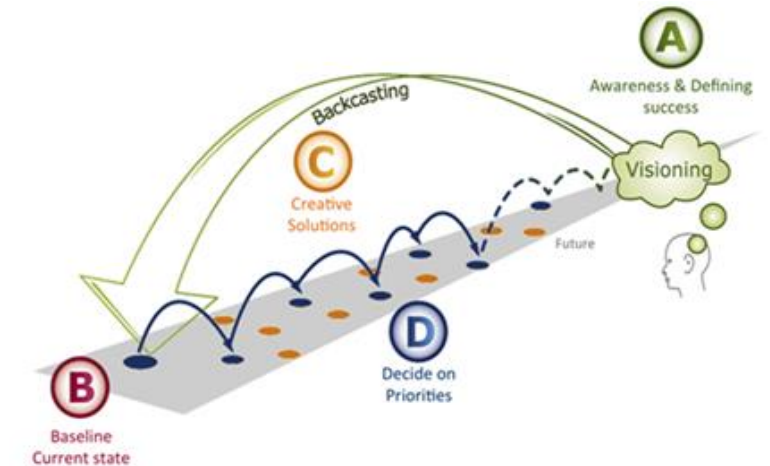 A
Awareness & Defining
success
Backcasting
Visioning
C
Creative
Solutions
Future
D
Decide on
Priorities
B
Baseline
Current state